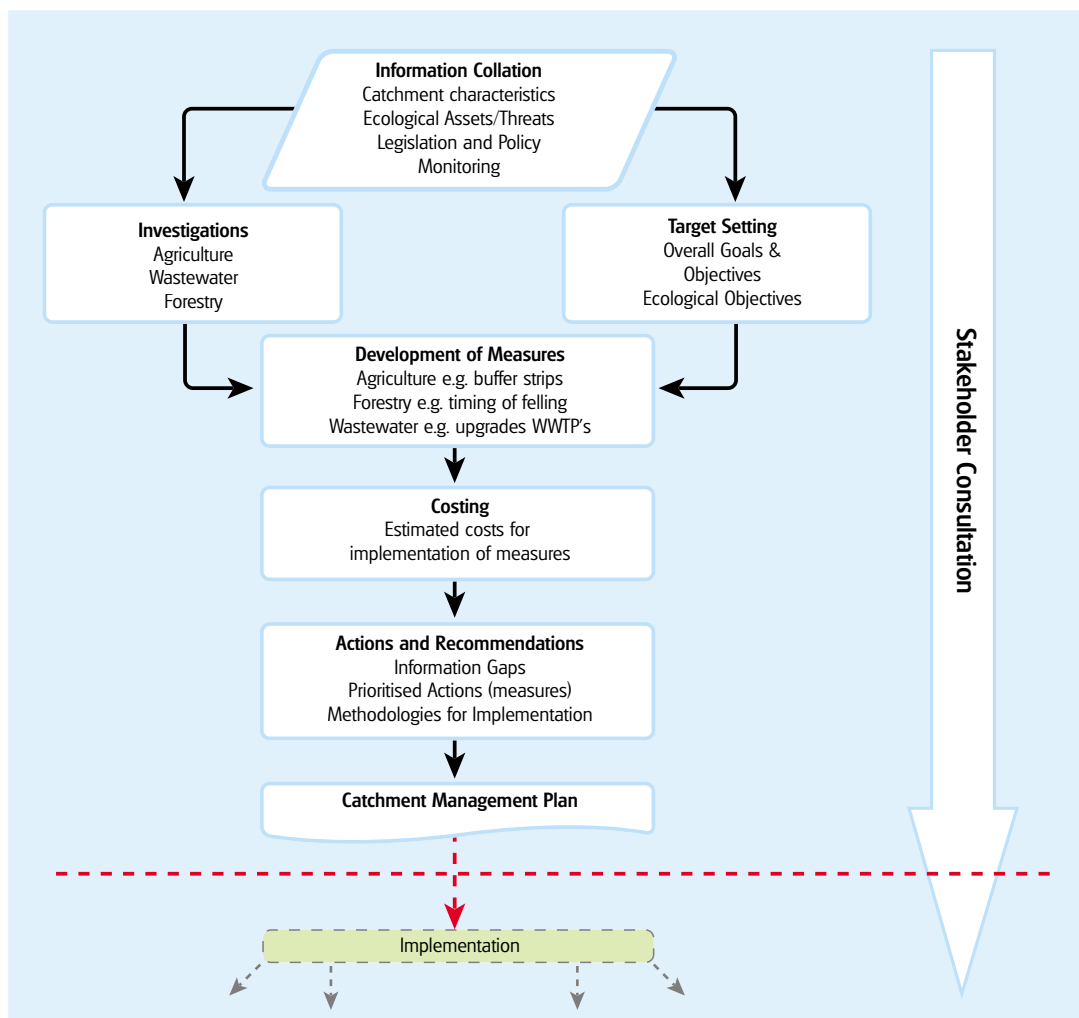 Information Collation
Catchment characteristics
Ecological Assets/Threats
Legislation and Policy
Monitoring
Investigations
Agriculture
Wastewater
Forestry
Target Setting
Overall Goals &
Objectives
Ecological Objectives
Development of Measures
Agriculture e.g. buffer strips
Forestry e.g. timing of felling
Wastewater e.g. upgrades WWTP's
Costing
Estimated costs for
implementation of measures
Actions and Recommendations
Information Gaps
Prioritised Actions (measures)
Methodologies for Implementation
Catchment Management Plan
Implementation
Stakeholder Consultation